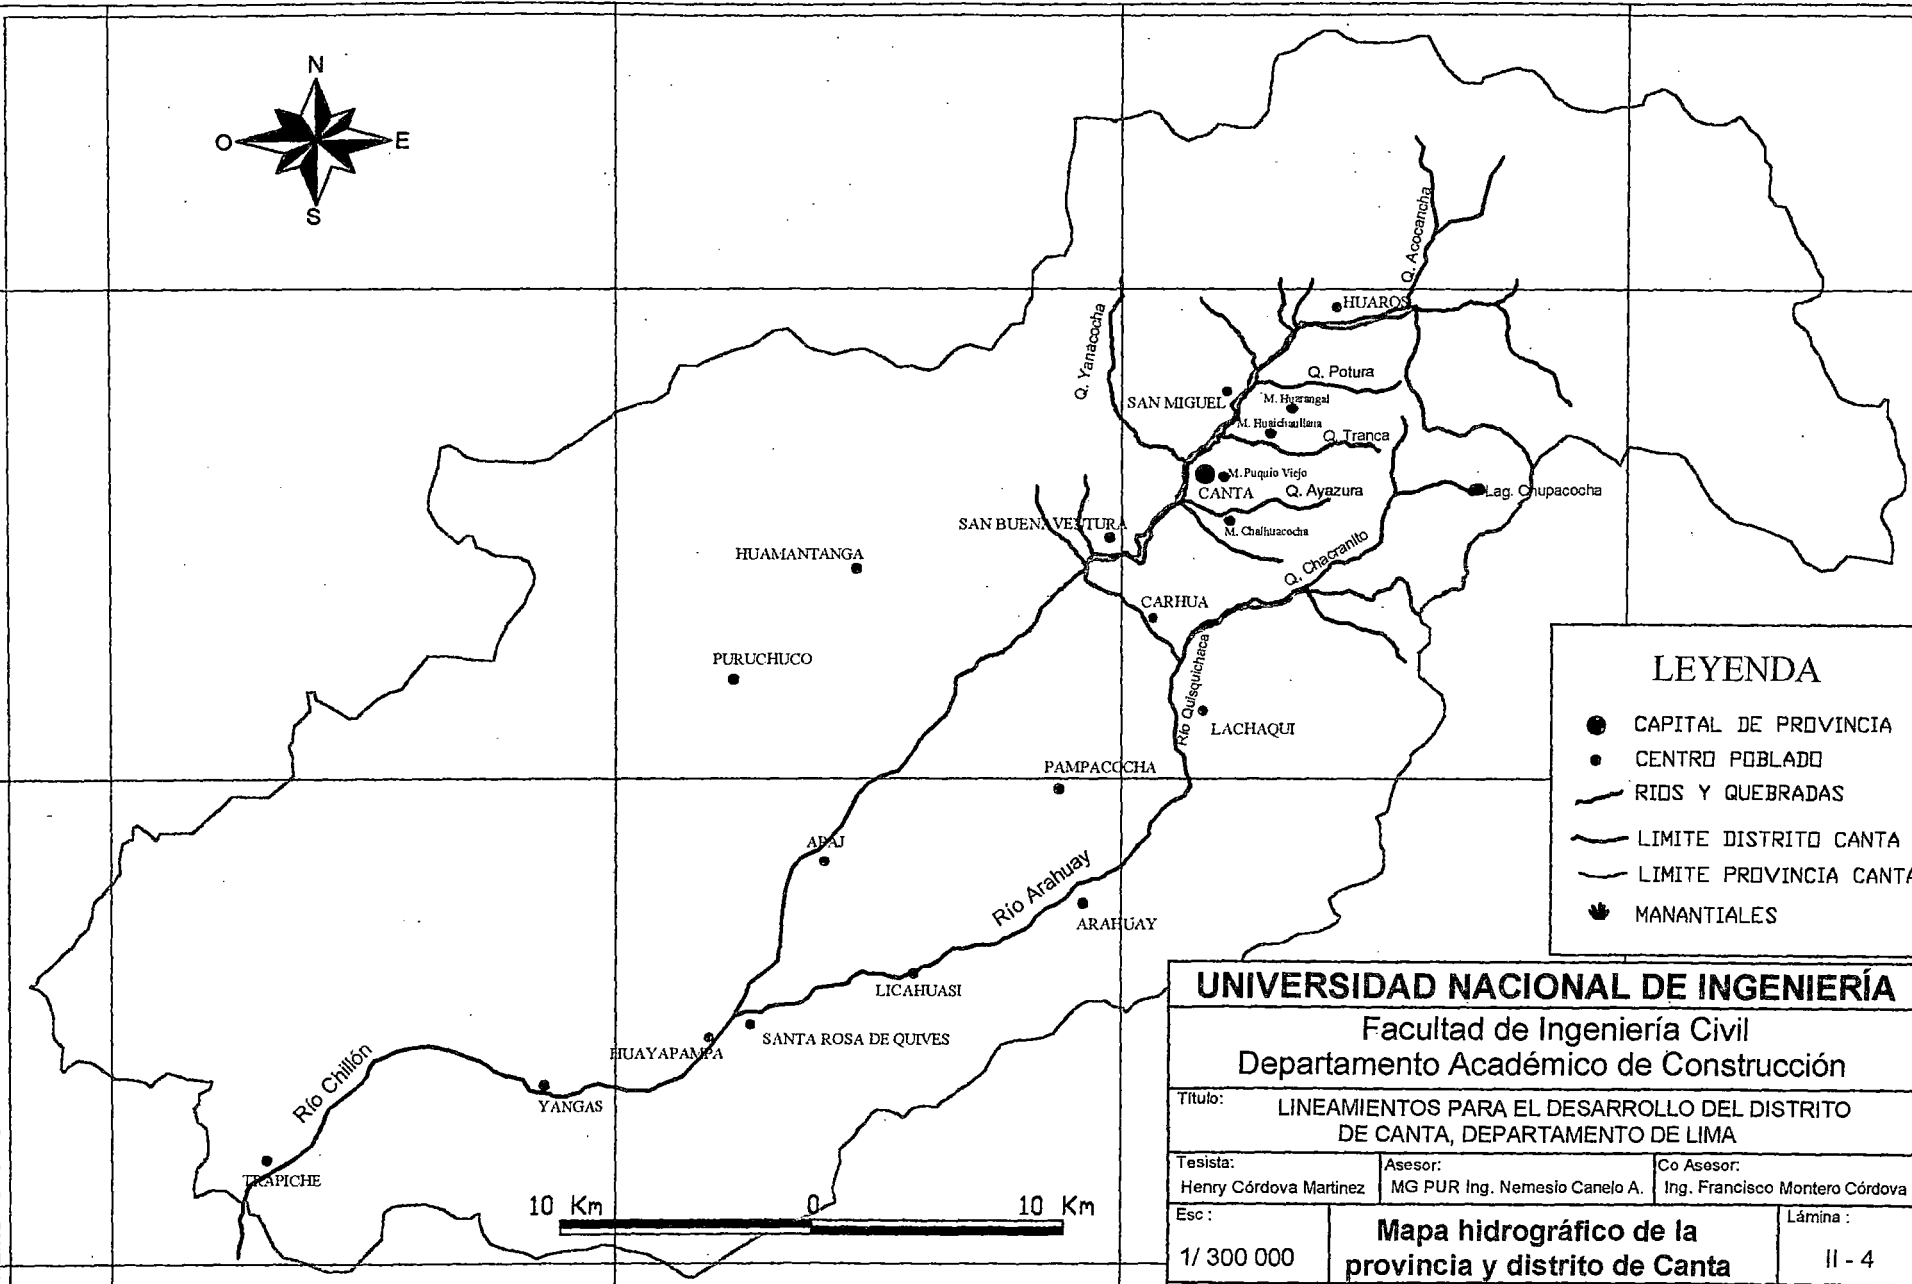 N
O
E
S
Q. Acocancha
HUAROS
Q. Yanacocha
Q. Potura
SAN MIGUEL
M. Huarangal
M. Huaichaullana
Q. Tranca
M. Puquio Viejo
CANTA
Q. Ayazura
Lag. Chupacocha
SAN BUENAVENTURA
M. Chalhuacocha
HUAMANTANGA
Q. Chacranito
CARHUA
PURUCHUCO
Río Quisquichaca
LACHAQUI
PAMPACOCHA
APAJ
Río Arahuay
ARAHUAY
LICAHUASI
SANTA ROSA DE QUIVES
HUAYAPAMPA
Río Chillón
YANGAS
TRAPICHE
10 Km
0
10 Km
LEYENDA
CAPITAL DE PROVINCIA
CENTRO POBLADO
RIOS Y QUEBRADAS
LIMITE DISTRITO CANTA
LIMITE PROVINCIA CANTA
MANANTIALES
UNIVERSIDAD NACIONAL DE INGENIERÍA
Facultad de Ingeniería Civil
Departamento Académico de Construcción
Título:
LINEAMIENTOS PARA EL DESARROLLO DEL DISTRITO
DE CANTA, DEPARTAMENTO DE LIMA
Tesista:
Henry Córdova Martinez
Asesor:
MG PUR Ing. Nemesio Canelo A.
Co Asesor:
Ing. Francisco Montero Córdova
Esc :
1/ 300 000
Mapa hidrográfico de la
provincia y distrito de Canta
Lámina :
II - 4